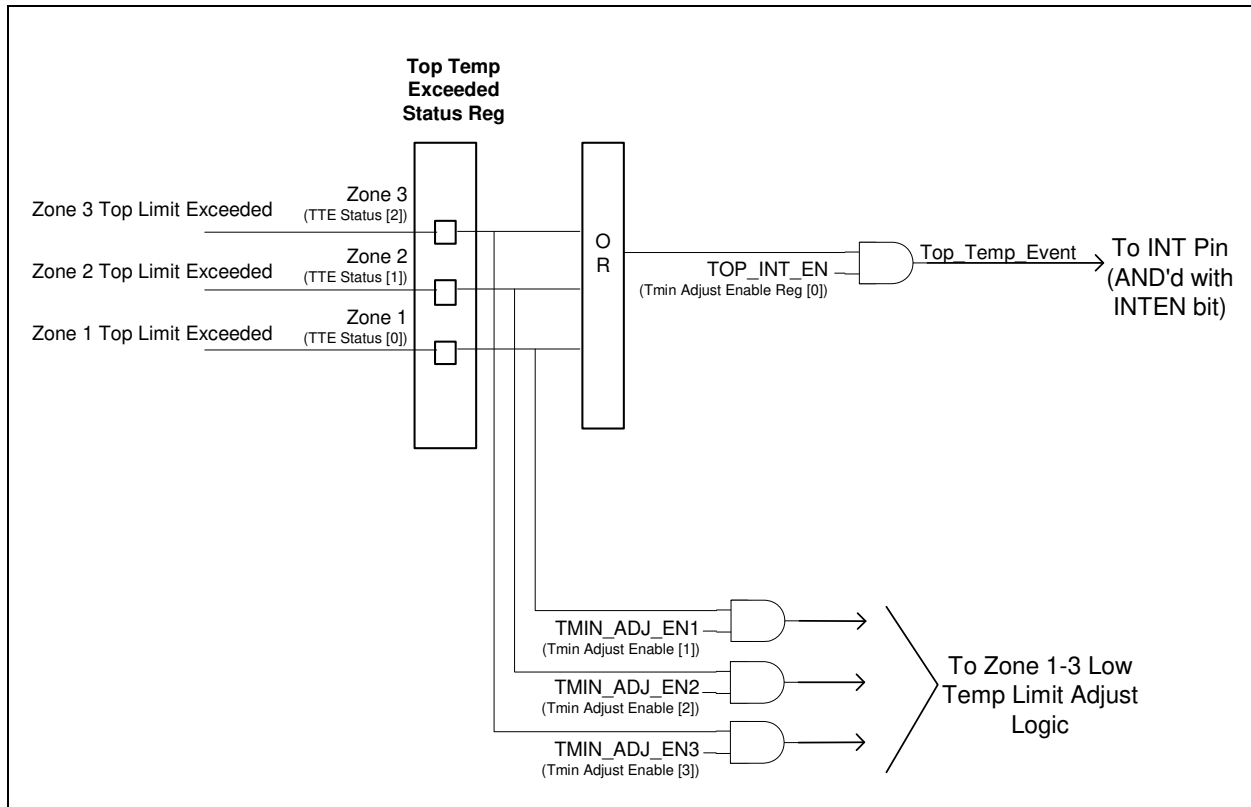 Top Temp
Exceeded
Status Reg
Zone 3 Top Limit Exceeded
Zone 3
(TTE Status [2])
Zone 2 Top Limit Exceeded
Zone 2
(TTE Status [1])
Zone 1 Top Limit Exceeded
Zone 1
(TTE Status [0])
O
R
TOP_INT_EN
(Tmin Adjust Enable Reg [0])
Top_Temp_Event
To INT Pin
(AND'd with
INTEN bit)
TMIN_ADJ_EN1
(Tmin Adjust Enable [1])
TMIN_ADJ_EN2
(Tmin Adjust Enable [2])
TMIN_ADJ_EN3
(Tmin Adjust Enable [3])
To Zone 1-3 Low
Temp Limit Adjust
Logic